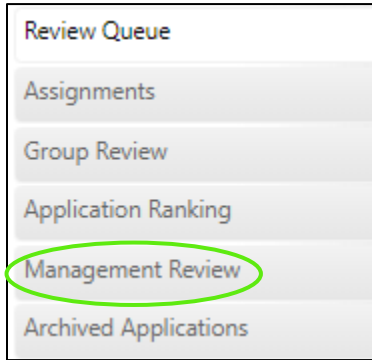 Review Queue
Assignments
Group Review
Application Ranking
Management Review
Archived Applications